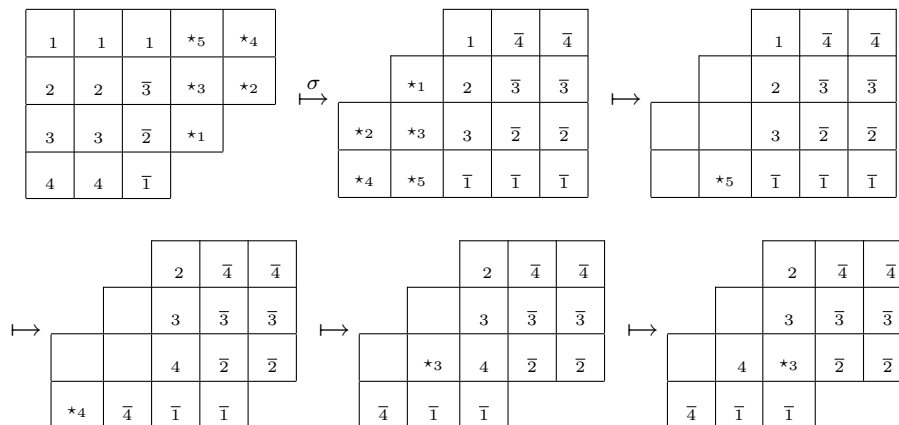 1 1 1 ⋆5 ⋆4 1 4̅ 4̅ 1 4̅ 4̅
2 2 3̅ ⋆3 ⋆2 σ ⟼ ⋆1 2 3̅ 3̅ ⟼ 2 3̅ 3̅
3 3 2̅ ⋆1 ⋆2 ⋆3 3 2̅ 2̅ 3 2̅ 2̅
4 4 1̅ ⋆4 ⋆5 1̅ 1̅ 1̅ ⋆5 1̅ 1̅ 1̅
2 4̅ 4̅ 2 4̅ 4̅ 2 4̅ 4̅
⟼ 3 3̅ 3̅ ⟼ 3 3̅ 3̅ ⟼ 3 3̅ 3̅
4 2̅ 2̅ ⋆3 4 2̅ 2̅ 4 ⋆3 2̅ 2̅
⋆4 4̅ 1̅ 1̅ 4̅ 1̅ 1̅ 4̅ 1̅ 1̅